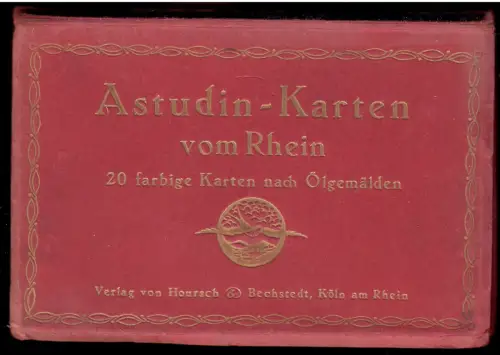 Astudin-Karten
vom Rhein
20 farbige Karten nach Ölgemälden
Verlag von Hoursch & Bechstedt, Köln am Rhein